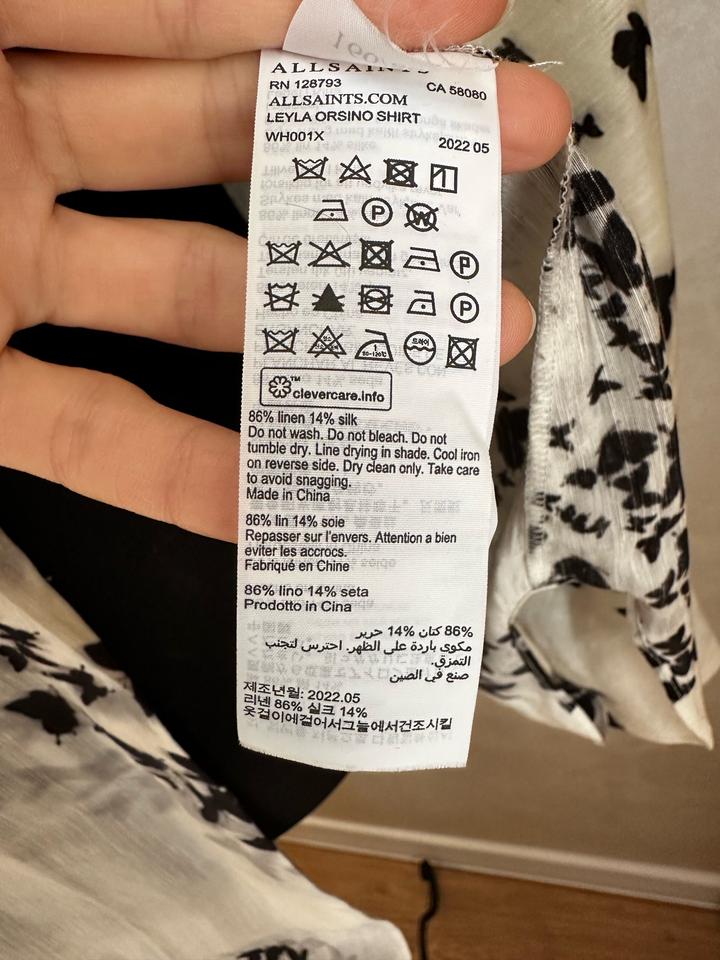 ALLSAINTS
RN 128793 CA 58080
ALLSAINTS.COM
LEYLA ORSINO SHIRT
WH001X 2022 05
P
W
P
P
드라이
clevercare.info
86% linen 14% silk
Do not wash. Do not bleach. Do not
tumble dry. Line drying in shade. Cool iron
on reverse side. Dry clean only. Take care
to avoid snagging.
Made in China
86% lin 14% soie
Repasser sur l'envers. Attention a bien
eviter les accrocs.
Fabriqué en Chine
86% lino 14% seta
Prodotto in Cina
86% كتان 14% حرير
مكوى باردة على الظهر. احترس لتجنب
التمزق.
صنع في الصين
제조년월: 2022.05
리넨 86% 실크 14%
옷걸이에걸어서그늘에서건조시킬